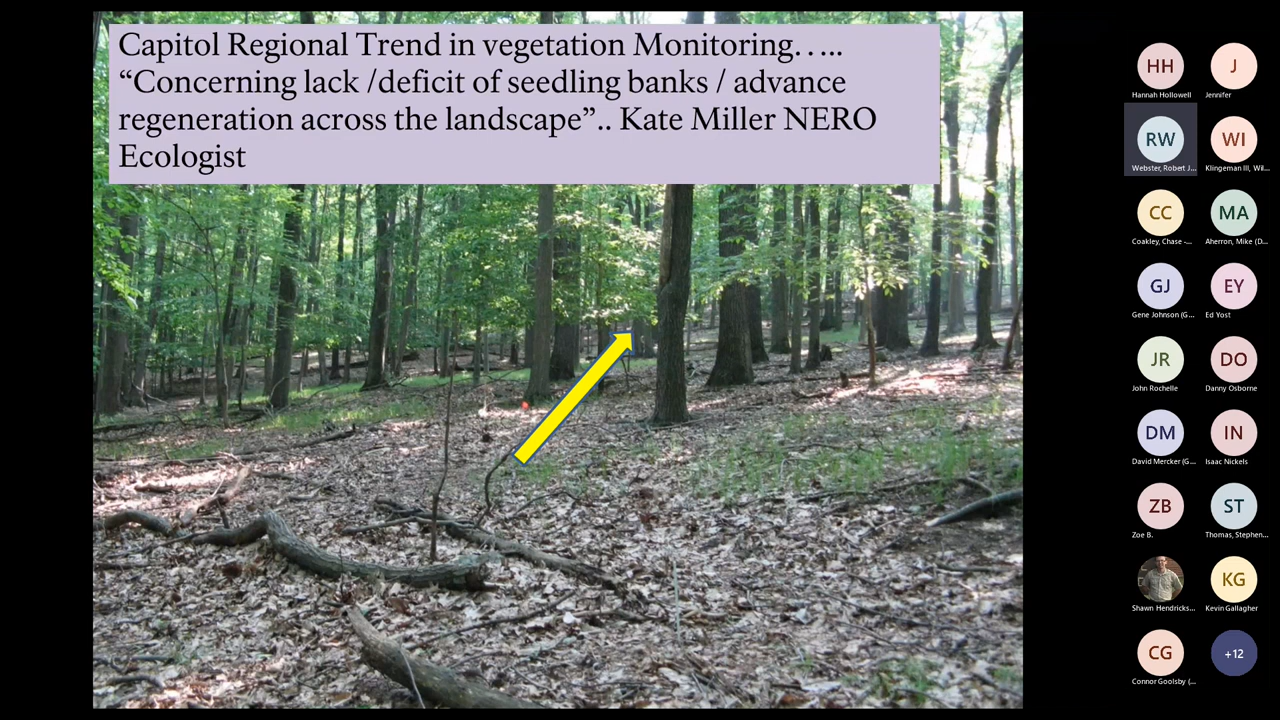 Capitol Regional Trend in vegetation Monitoring.....
“Concerning lack /deficit of seedling banks / advance
regeneration across the landscape”.. Kate Miller NERO
Ecologist
HH
Hannah Hollowell
J
Jennifer
RW
Webster, Robert J...
WI
Klingeman III, Wil...
CC
Coakley, Chase -...
MA
Aherron, Mike (D...
GJ
Gene Johnson (G...
EY
Ed Yost
JR
John Rochelle
DO
Danny Osborne
DM
David Mercker (G...
IN
Isaac Nickels
ZB
Zoe B.
ST
Thomas, Stephen...
Shawn Hendricks...
KG
Kevin Gallagher
CG
Connor Goolsby (...
+12